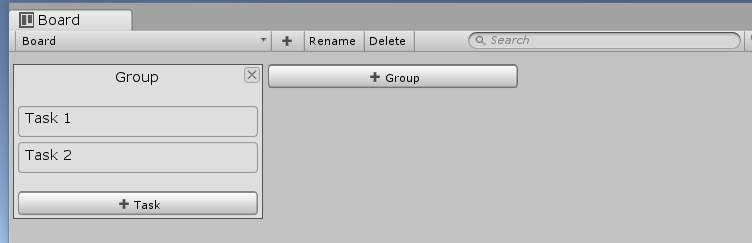 Board
Board Rename Delete Search
Group
Group
Task 1
Task 2
Task